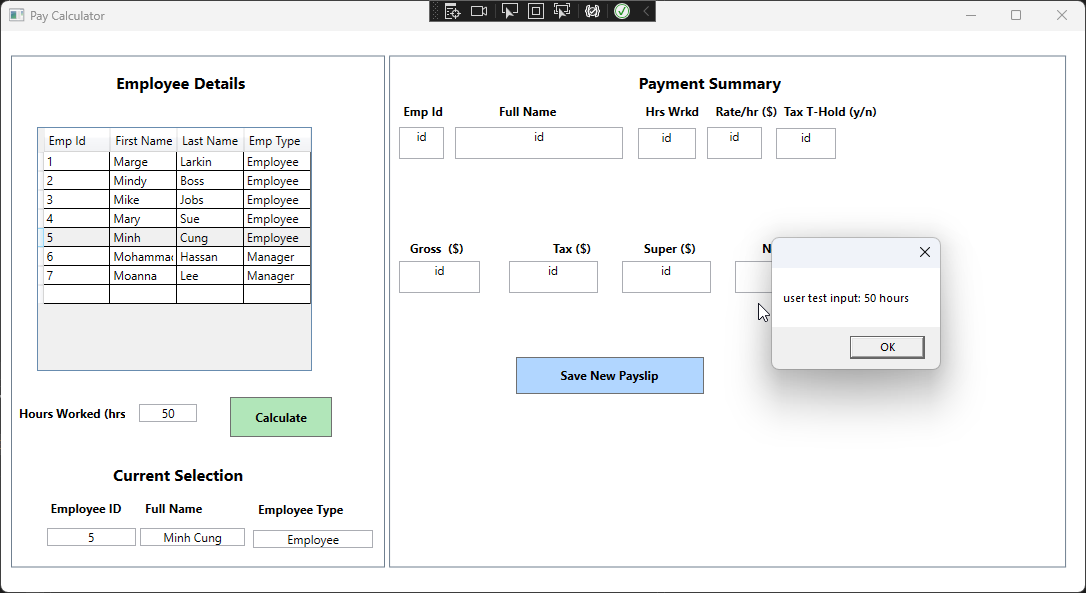 Pay Calculator
Employee Details
Emp Id First Name Last Name Emp Type
1 Marge Larkin Employee
2 Mindy Boss Employee
3 Mike Jobs Employee
4 Mary Sue Employee
5 Minh Cung Employee
6 Mohammad Hassan Manager
7 Moanna Lee Manager
Hours Worked (hrs 50 Calculate
Current Selection
Employee ID Full Name Employee Type
5 Minh Cung Employee
Payment Summary
Emp Id Full Name Hrs Wrkd Rate/hr ($) Tax T-Hold (y/n)
id id id id id
Gross ($) Tax ($) Super ($) N
id id id
Save New Payslip
user test input: 50 hours
OK